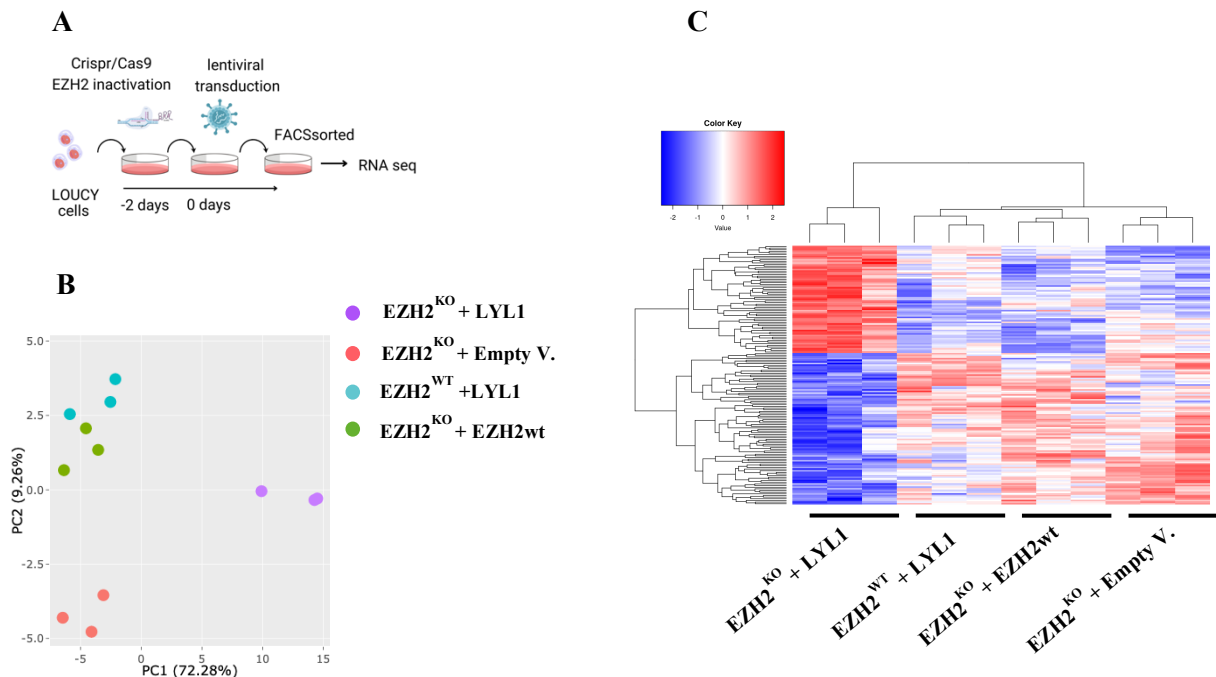 A
Crispr/Cas9
EZH2 inactivation
lentiviral
transduction
FACSsorted
RNA seq
LOUCY
cells
-2 days
0 days
B
EZH2KO + LYL1
EZH2KO + Empty V.
EZH2WT +LYL1
EZH2KO + EZH2wt
5.0
2.5
0.0
-2.5
-5.0
PC2 (9.26%)
-5
0
5
10
15
PC1 (72.28%)
C
Color Key
-2
-1
0
1
2
Value
EZH2KO + LYL1
EZH2WT + LYL1
EZH2KO + EZH2wt
EZH2KO + Empty V.